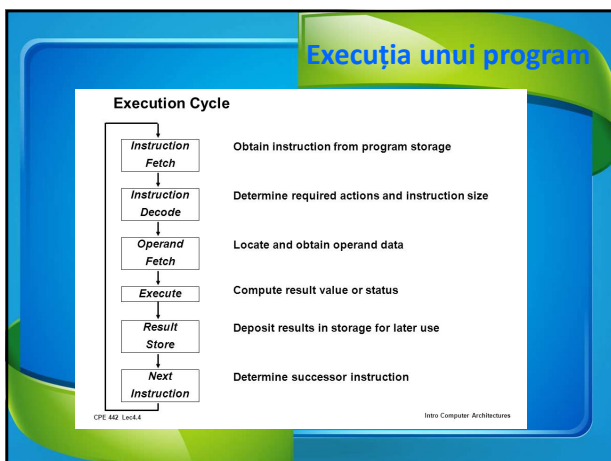 Execuția unui program
Execution Cycle
Instruction
Fetch
Obtain instruction from program storage
Instruction
Decode
Determine required actions and instruction size
Operand
Fetch
Locate and obtain operand data
Execute
Compute result value or status
Result
Store
Deposit results in storage for later use
Next
Instruction
Determine successor instruction
CPE 442 Lec4.4
Intro Computer Architectures